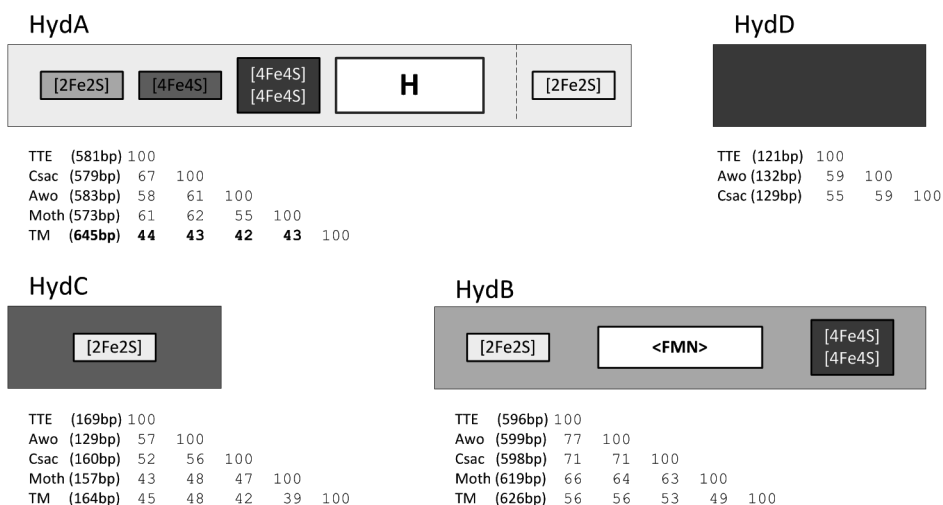 HydA
[2Fe2S] [4Fe4S] [4Fe4S] H [2Fe2S]
[4Fe4S]
TTE (581bp) 100
Csac (579bp) 67 100
Awo (583bp) 58 61 100
Moth (573bp) 61 62 55 100
TM (645bp) 44 43 42 43 100
HydD
TTE (121bp) 100
Awo (132bp) 59 100
Csac (129bp) 55 59 100
HydC
[2Fe2S]
TTE (169bp) 100
Awo (129bp) 57 100
Csac (160bp) 52 56 100
Moth (157bp) 43 48 47 100
TM (164bp) 45 48 42 39 100
HydB
[2Fe2S] <FMN> [4Fe4S]
[4Fe4S]
TTE (596bp) 100
Awo (599bp) 77 100
Csac (598bp) 71 71 100
Moth (619bp) 66 64 63 100
TM (626bp) 56 56 53 49 100